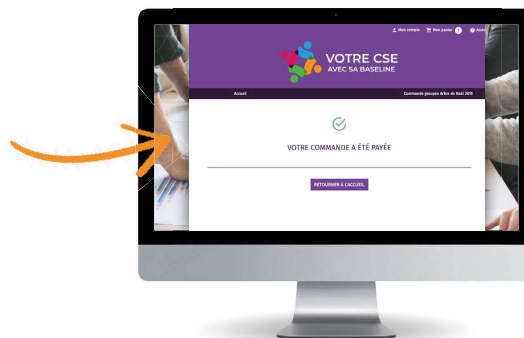 Mon compte Mon panier 1
VOTRE CSE
AVEC SA BASELINE
Accueil Commande groupée Arbre de Noël 2019
VOTRE COMMANDE A ÉTÉ PAYÉE
RETOURNER À L'ACCUEIL